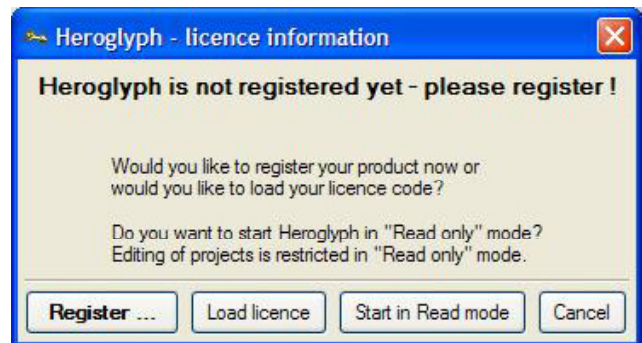 Heroglyph - licence information
Heroglyph is not registered yet - please register !
Would you like to register your product now or
would you like to load your licence code?
Do you want to start Heroglyph in "Read only" mode?
Editing of projects is restricted in "Read only" mode.
Register ... Load licence Start in Read mode Cancel